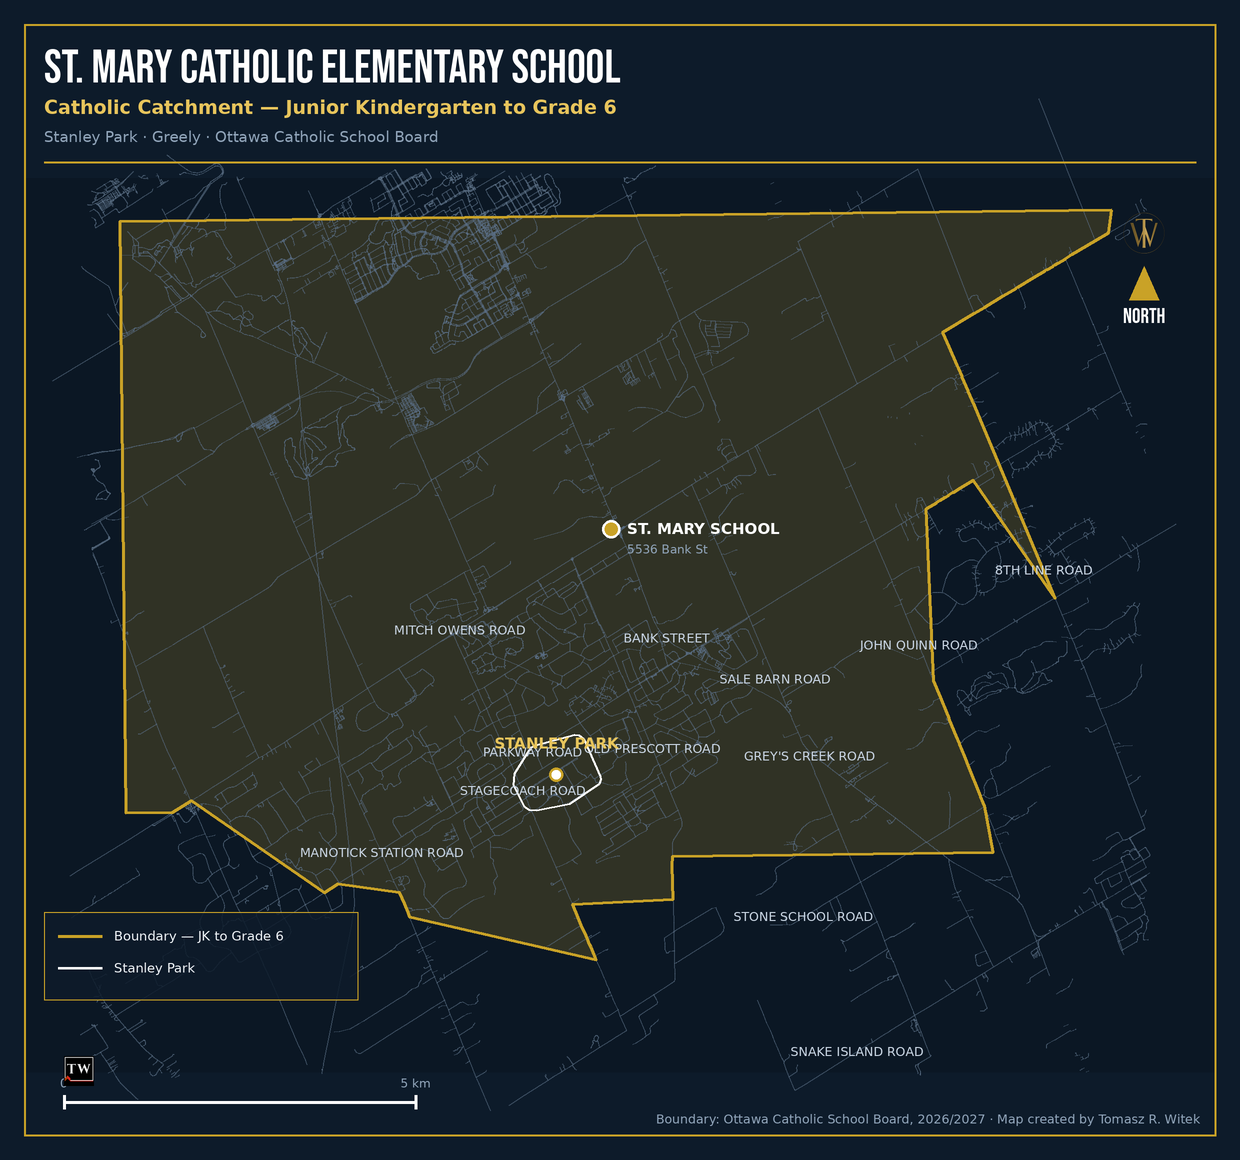 ST. MARY CATHOLIC ELEMENTARY SCHOOL
Catholic Catchment — Junior Kindergarten to Grade 6
Stanley Park · Greely · Ottawa Catholic School Board
TW
NORTH
ST. MARY SCHOOL
5536 Bank St
8TH LINE ROAD
MITCH OWENS ROAD
BANK STREET
JOHN QUINN ROAD
SALE BARN ROAD
STANLEY PARK
PARKWAY ROAD
OLD PRESCOTT ROAD
GREY'S CREEK ROAD
STAGECOACH ROAD
MANOTICK STATION ROAD
STONE SCHOOL ROAD
Boundary — JK to Grade 6
Stanley Park
SNAKE ISLAND ROAD
TW
0
5 km
Boundary: Ottawa Catholic School Board, 2026/2027 · Map created by Tomasz R. Witek